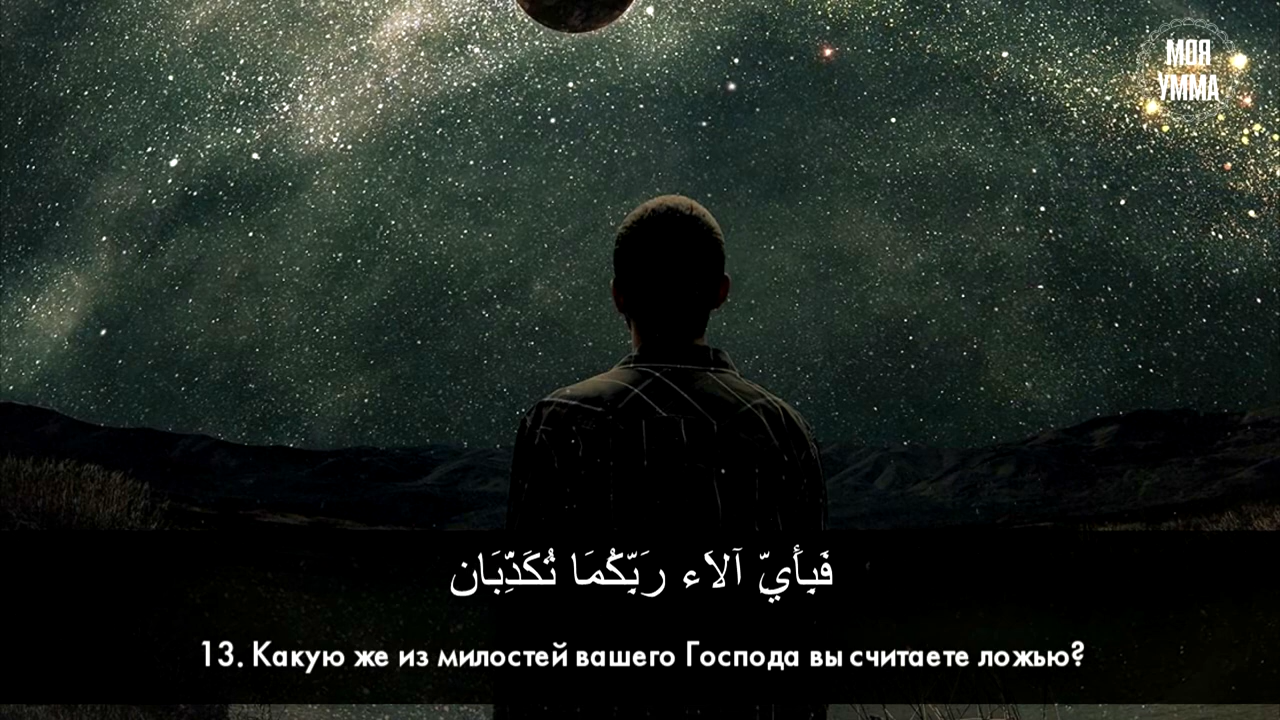 МОЯ
УММА
فَبِأَيِّ آلَاء رَبِّكُمَا تُكَذِّبَان
13. Какую же из милостей вашего Господа вы считаете ложью?